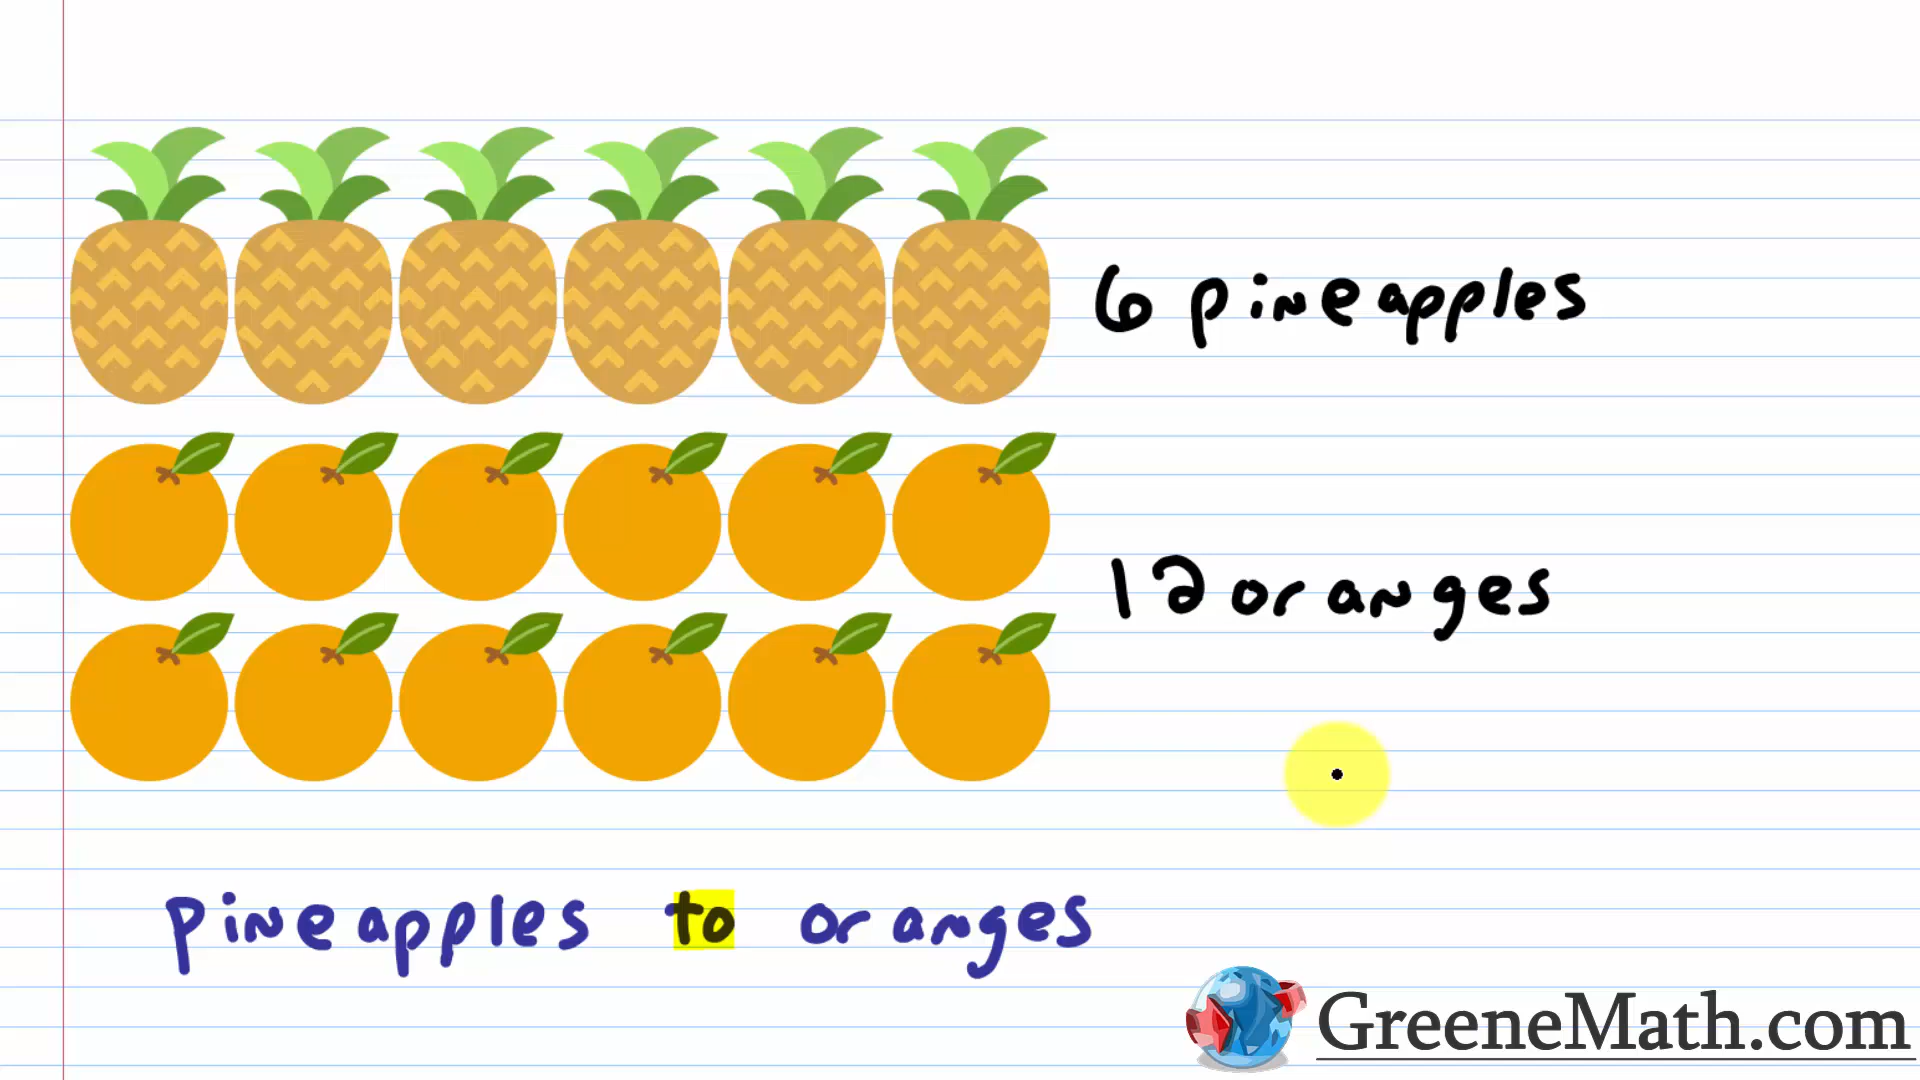 6 pineapples
12 oranges
pineapples to oranges
GreeneMath.com